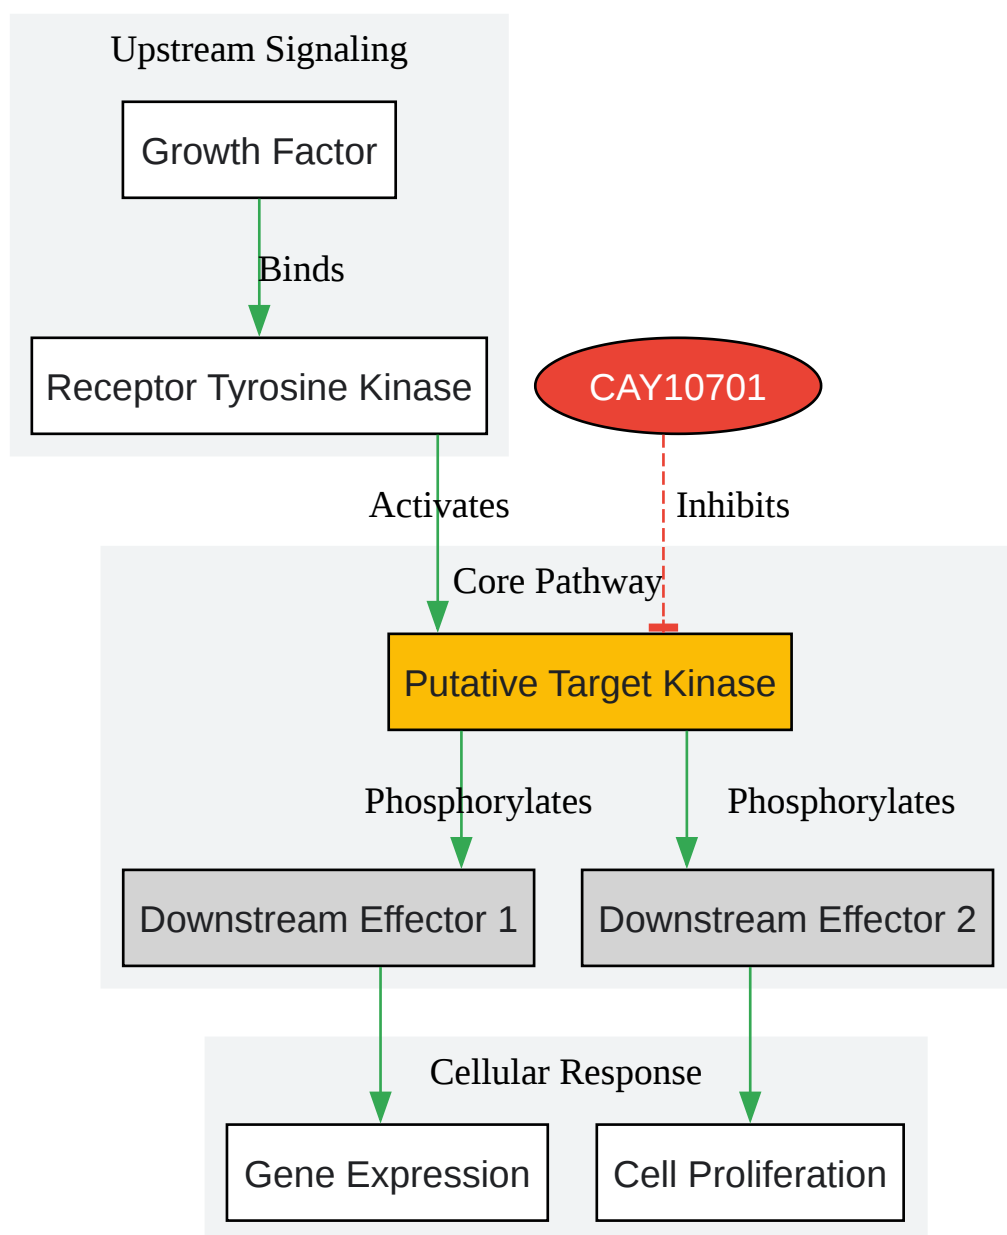 Upstream Signaling
Growth Factor
Binds
Receptor Tyrosine Kinase
CAY10701
Activates
Inhibits
Core Pathway
Putative Target Kinase
Phosphorylates
Phosphorylates
Downstream Effector 1
Downstream Effector 2
Cellular Response
Gene Expression
Cell Proliferation